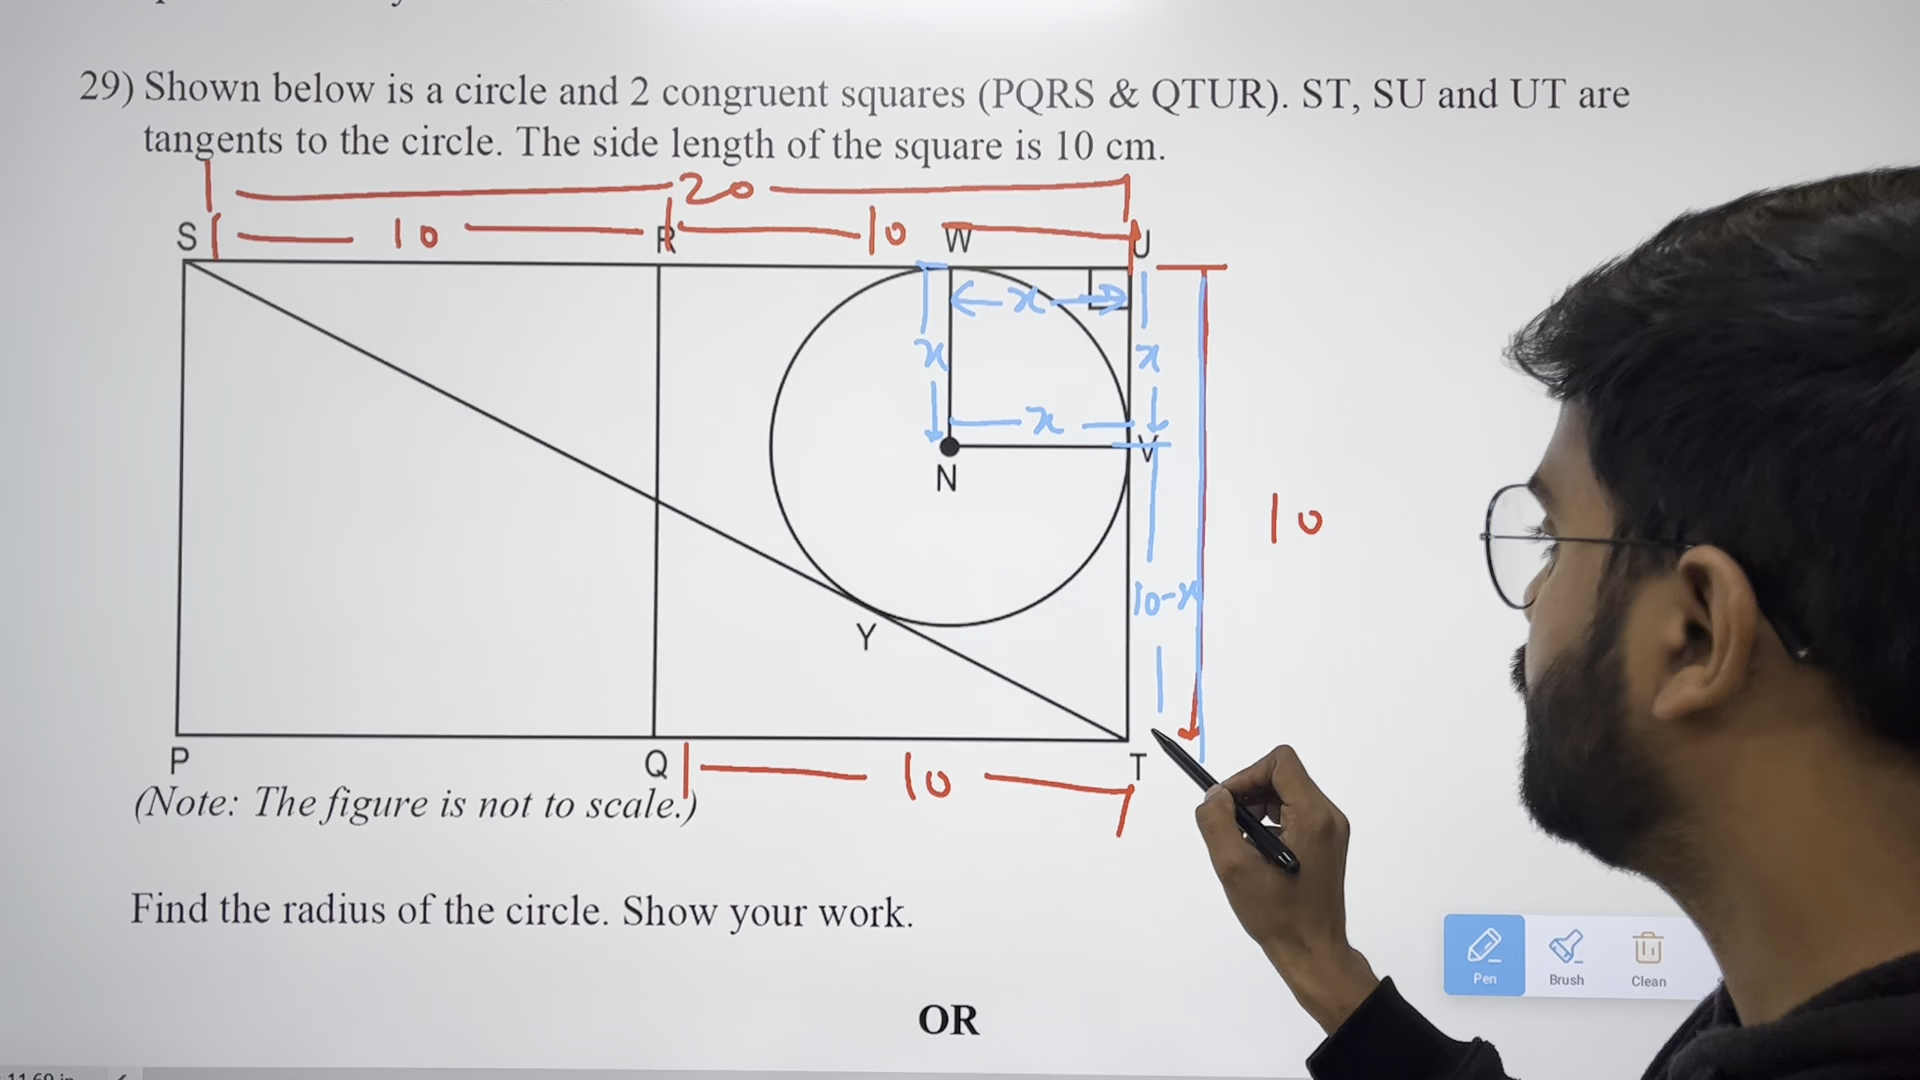 29) Shown below is a circle and 2 congruent squares (PQRS & QTUR). ST, SU and UT are
tangents to the circle. The side length of the square is 10 cm.
20
S 10 R 10 W U
x
x x
x
N V
10
10-x
Y
P Q 10 T
(Note: The figure is not to scale.)
Find the radius of the circle. Show your work.
Pen Brush Clean
OR